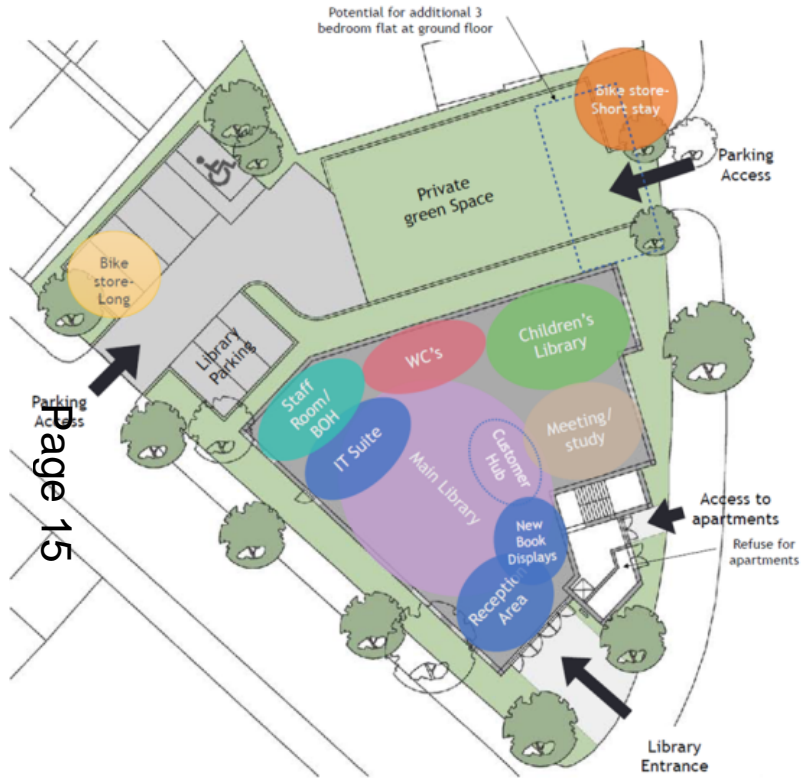 Potential for additional 3
bedroom flat at ground floor
Bike store-
Short stay
Parking
Access
Private
green Space
Bike
store-
Long
Library
Parking
Parking
Access
Page 15
Children's
Library
WC's
Staff
Room/
BOH
IT Suite
Main Library
Customer
Hub
Meeting/
study
New
Book
Displays
Reception
Area
Access to
apartments
Refuse for
apartments
Library
Entrance